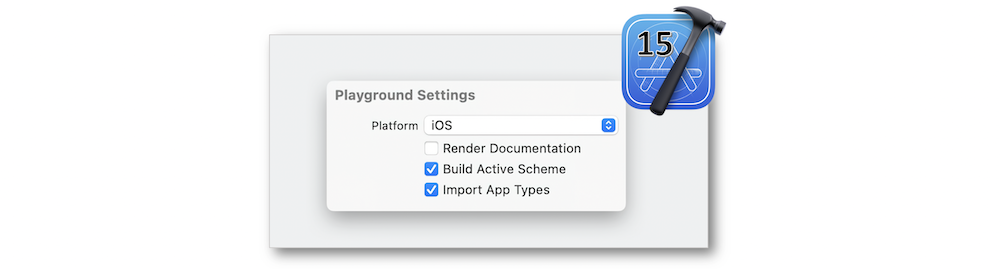 15
Playground Settings
Platform iOS
Render Documentation
Build Active Scheme
Import App Types